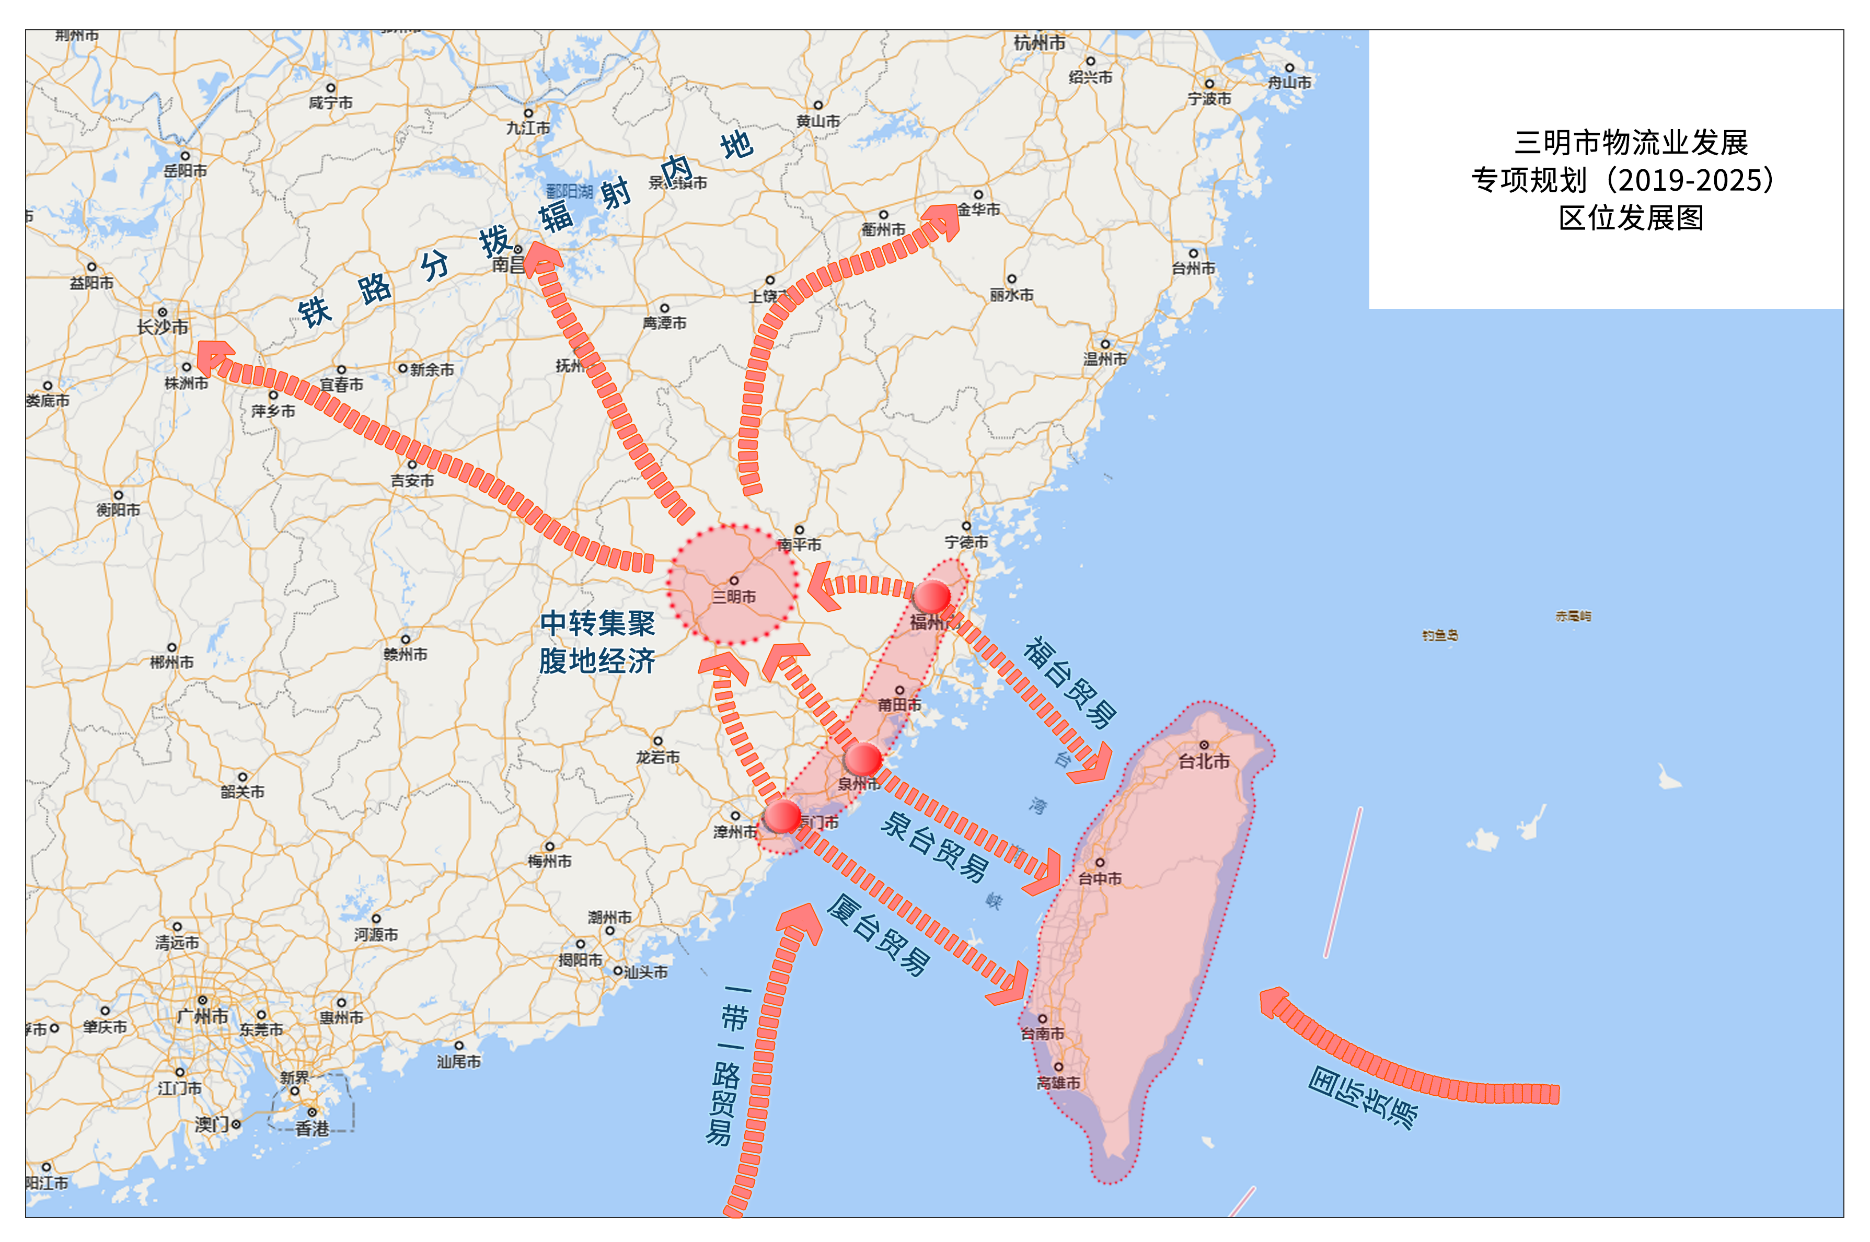 三明市物流业发展
专项规划（2019-2025）
区位发展图
荆州市
杭州市
绍兴市
舟山市
宁波市
咸宁市
九江市
黄山市
岳阳市
鄱阳湖
铁路分拨辐射内地
金华市
衢州市
南昌
台州市
益阳市
丽水市
上饶
长沙市
鹰潭市
温州市
抚州
株洲市
宜春市
新余市
娄底市
萍乡市
吉安市
衡阳市
南平市
宁德市
三明市
福州
中转集聚
腹地经济
赤尾屿
钓鱼岛
郴州市
赣州市
福台贸易
莆田市
龙岩市
台湾海峡
台北市
泉州市
韶关市
漳州市
厦门市
泉台贸易
梅州市
台中市
厦台贸易
潮州市
河源市
清远市
揭阳市
汕头市
一带一路贸易
惠州市
广州市
东莞市
肇庆市
台南市
汕尾市
新界
江门市
高雄市
国际货源
澳门
香港
阳江市